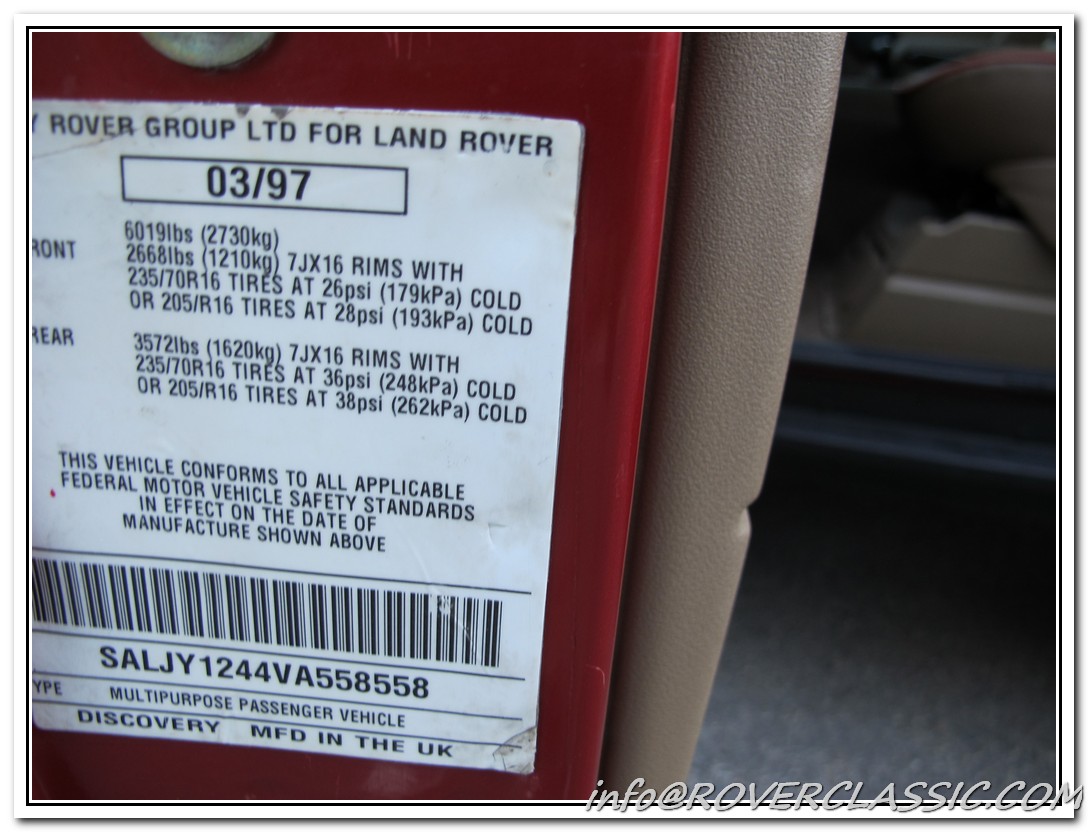 Y ROVER GROUP LTD FOR LAND ROVER
03/97
6019lbs (2730kg)
RONT 2668lbs (1210kg) 7JX16 RIMS WITH
235/70R16 TIRES AT 26psi (179kPa) COLD
OR 205/R16 TIRES AT 28psi (193kPa) COLD
REAR 3572lbs (1620kg) 7JX16 RIMS WITH
235/70R16 TIRES AT 36psi (248kPa) COLD
OR 205/R16 TIRES AT 38psi (262kPa) COLD
THIS VEHICLE CONFORMS TO ALL APPLICABLE
FEDERAL MOTOR VEHICLE SAFETY STANDARDS
IN EFFECT ON THE DATE OF
MANUFACTURE SHOWN ABOVE
SALJY1244VA558558
YPE MULTIPURPOSE PASSENGER VEHICLE
DISCOVERY MFD IN THE UK
info@ROVERCLASSIC.COM